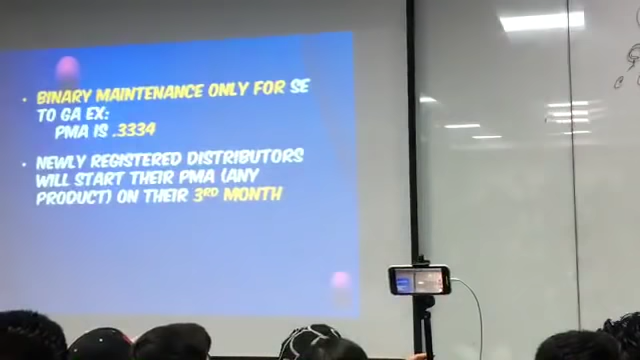 • BINARY MAINTENANCE ONLY FOR SE
TO GA EX:
PMA IS .3334
• NEWLY REGISTERED DISTRIBUTORS
WILL START THEIR PMA (ANY
PRODUCT) ON THEIR 3RD MONTH